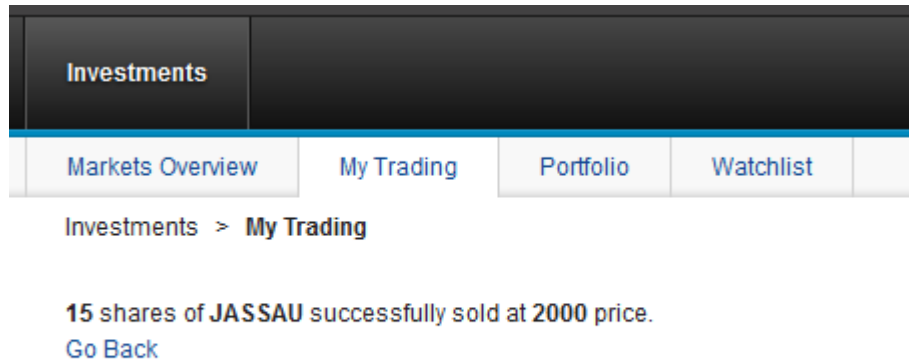 Investments
Markets Overview My Trading Portfolio Watchlist
Investments > My Trading
15 shares of JASSAU successfully sold at 2000 price.
Go Back